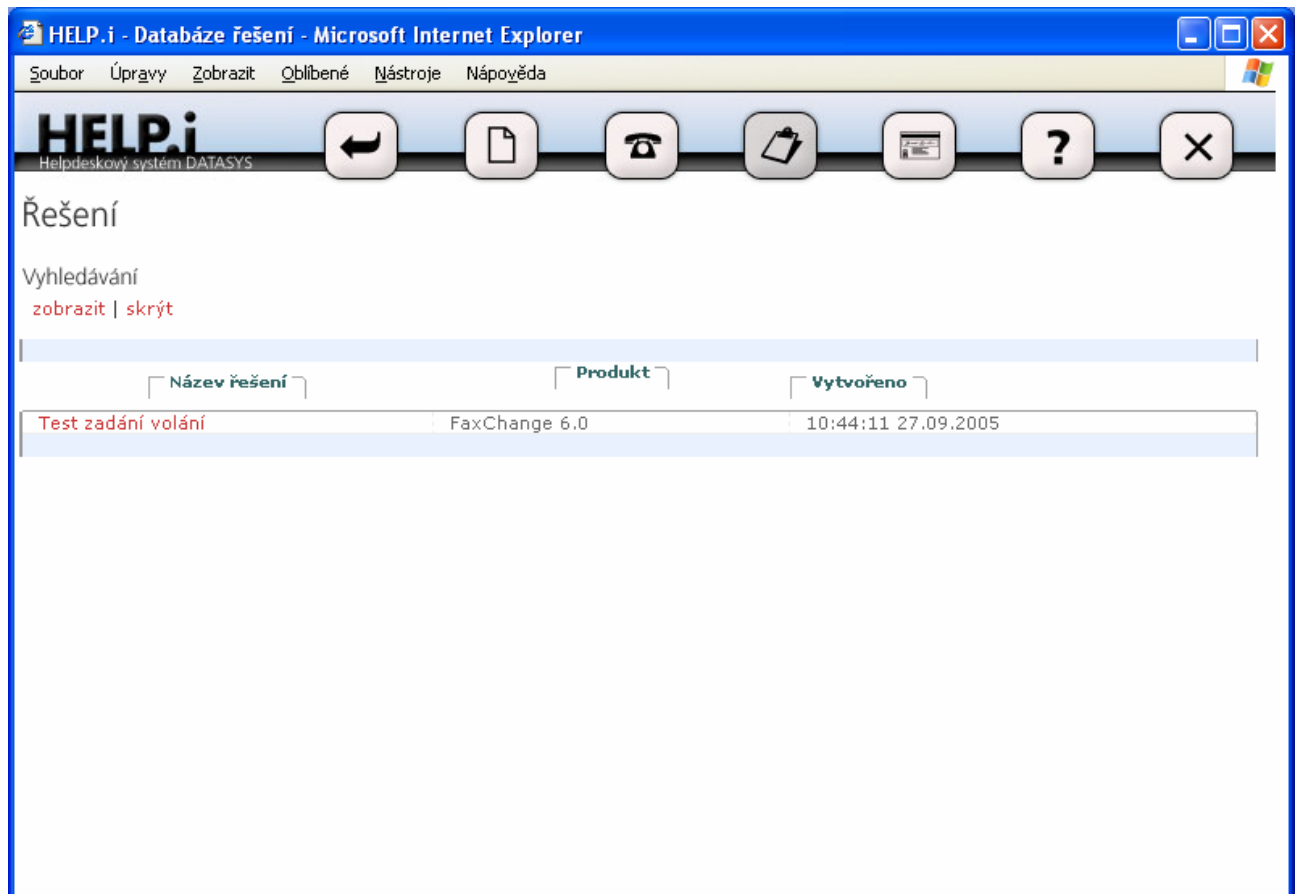 HELP.i - Databáze řešení - Microsoft Internet Explorer
Soubor Úpravy Zobrazit Oblíbené Nástroje Nápověda
HELP.i
Helpdeskový systém DATASYS
?
Řešení
Vyhledávání
zobrazit | skrýt
Název řešení Produkt Vytvořeno
Test zadání volání FaxChange 6.0 10:44:11 27.09.2005